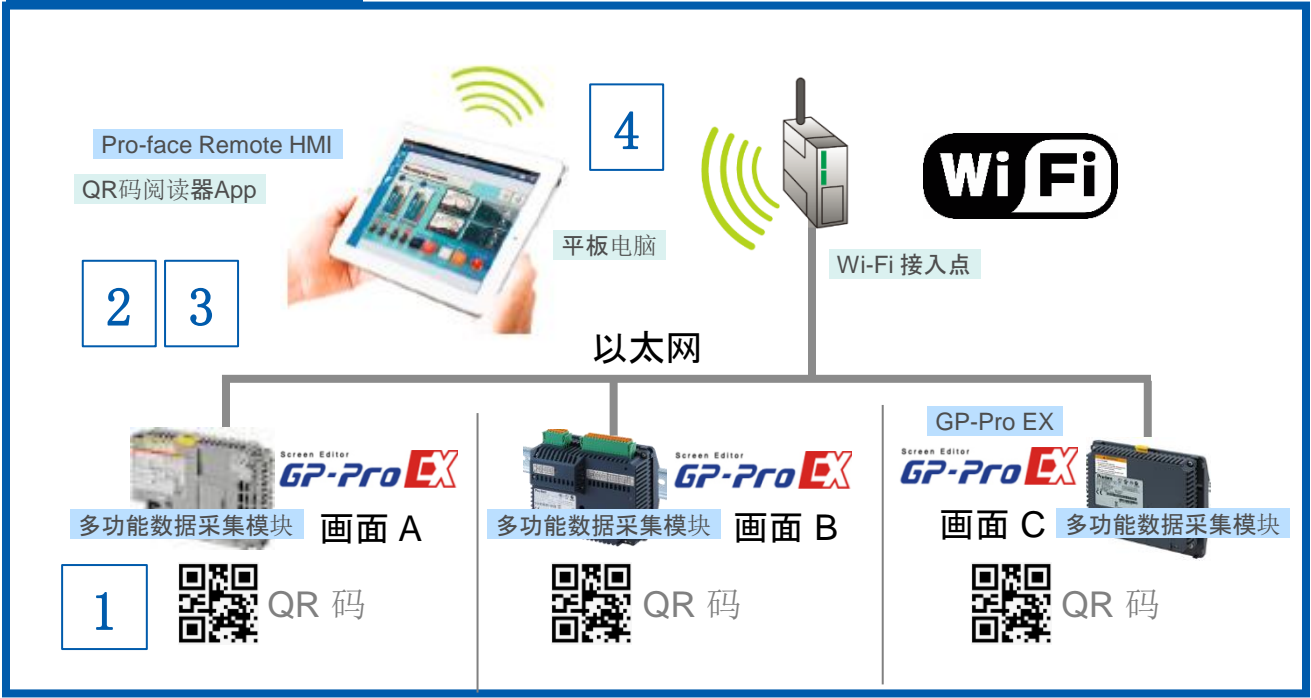 Pro-face Remote HMI
QR码阅读器App
4
Wi Fi
平板电脑
Wi-Fi 接入点
2
3
以太网
Screen Editor
GP-Pro EX
多功能数据采集模块
画面 A
Screen Editor
GP-Pro EX
多功能数据采集模块
画面 B
GP-Pro EX
Screen Editor
GP-Pro EX
画面 C
多功能数据采集模块
1
QR 码
QR 码
QR 码